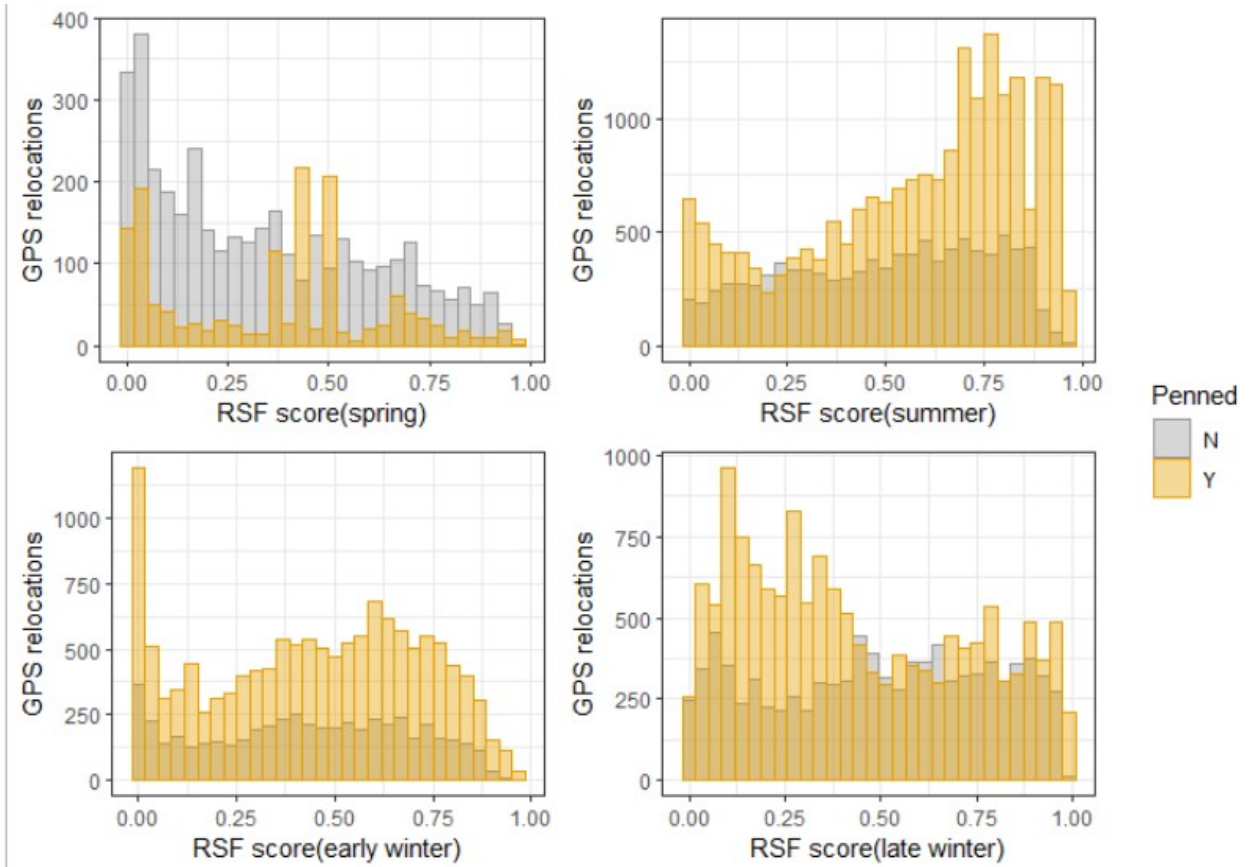 400
300
200
100
0
GPS relocations
0.00 0.25 0.50 0.75 1.00
RSF score(spring)
1000
500
0
GPS relocations
0.00 0.25 0.50 0.75 1.00
RSF score(summer)
1000
750
500
250
0
GPS relocations
0.00 0.25 0.50 0.75 1.00
RSF score(early winter)
1000
750
500
250
0
GPS relocations
0.00 0.25 0.50 0.75 1.00
RSF score(late winter)
Penned
N
Y